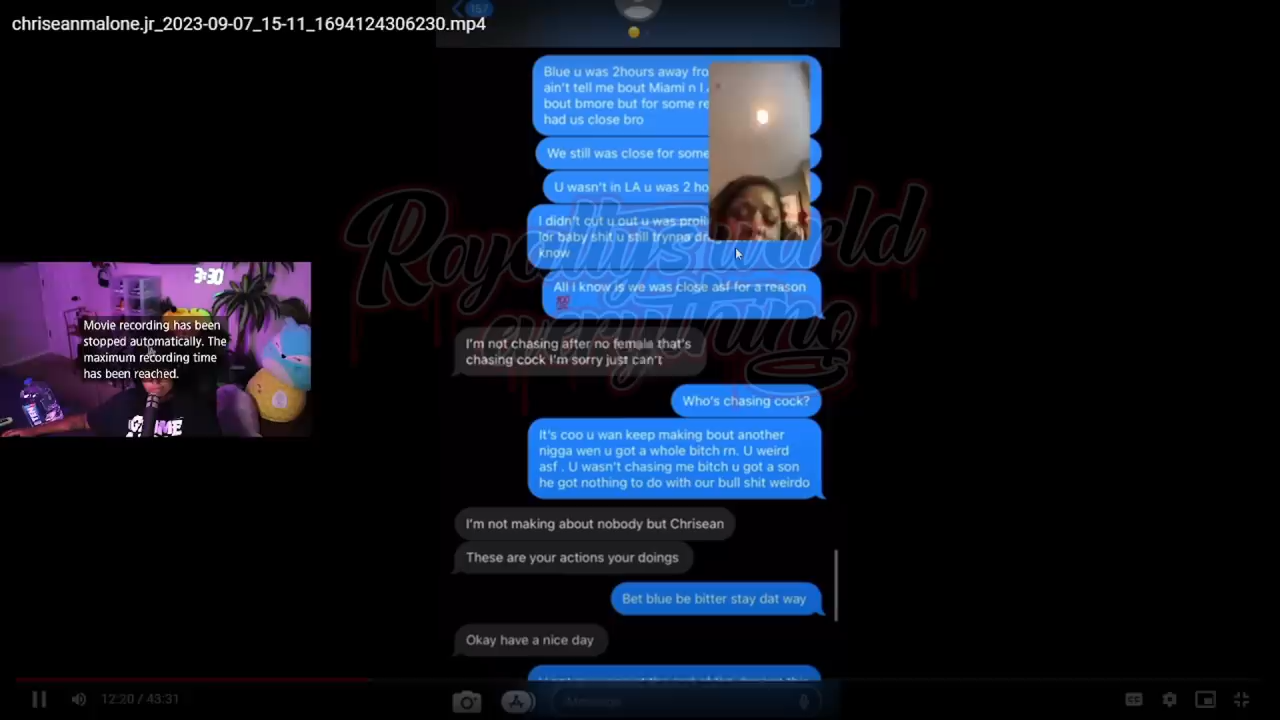 chriseanmalone.jr_2023-09-07_15-11_1694124306230.mp4
157
Blue u was 2hours away fro
ain't tell me bout Miami n I
bout bmore but for some re
had us close bro
We still was close for some
U wasn't in LA u was 2 ho
I didn't cut u out u was
for baby shit u still trynna
know
All I know is we was close asf for a reason
💯
I'm not chasing after no female that's
chasing cock I'm sorry just can't
Who's chasing cock?
It's coo u wan keep making bout another
nigga wen u got a whole bitch rn. U weird
asf . U wasn't chasing me bitch u got a son
he got nothing to do with our bull shit weirdo
I'm not making about nobody but Chrisean
These are your actions your doings
Bet blue be bitter stay dat way
Okay have a nice day
Royaltysworld
everything
3:30
Movie recording has been
stopped automatically. The
maximum recording time
has been reached.
12:20 / 43:31
iMessage